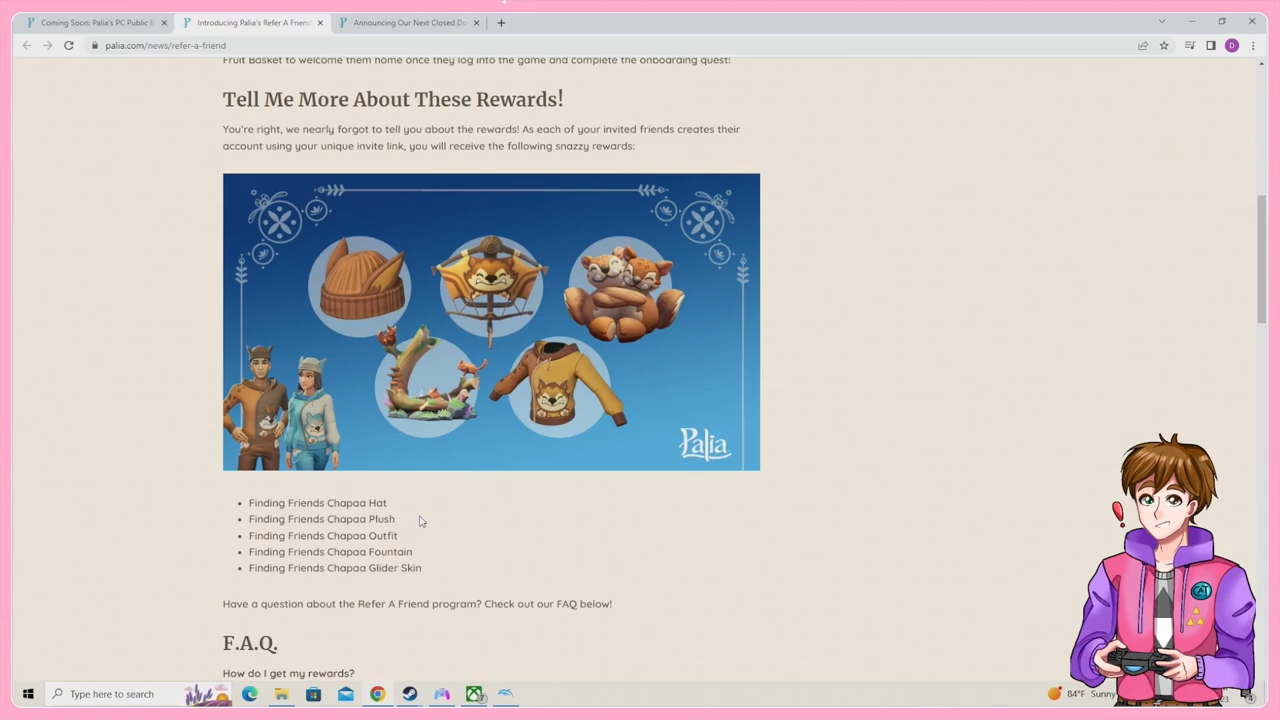 Coming Soon: Palia's PC Public B
Introducing Palia's Refer A Friend
Announcing Our Next Closed Do
palia.com/news/refer-a-friend
D
Fruit Basket to welcome them home once they log into the game and complete the onboarding quest!
Tell Me More About These Rewards!
You're right, we nearly forgot to tell you about the rewards! As each of your invited friends creates their
account using your unique invite link, you will receive the following snazzy rewards:
Palia
• Finding Friends Chapaa Hat
• Finding Friends Chapaa Plush
• Finding Friends Chapaa Outfit
• Finding Friends Chapaa Fountain
• Finding Friends Chapaa Glider Skin
Have a question about the Refer A Friend program? Check out our FAQ below!
F.A.Q.
How do I get my rewards?
Type here to search
84°F Sunny